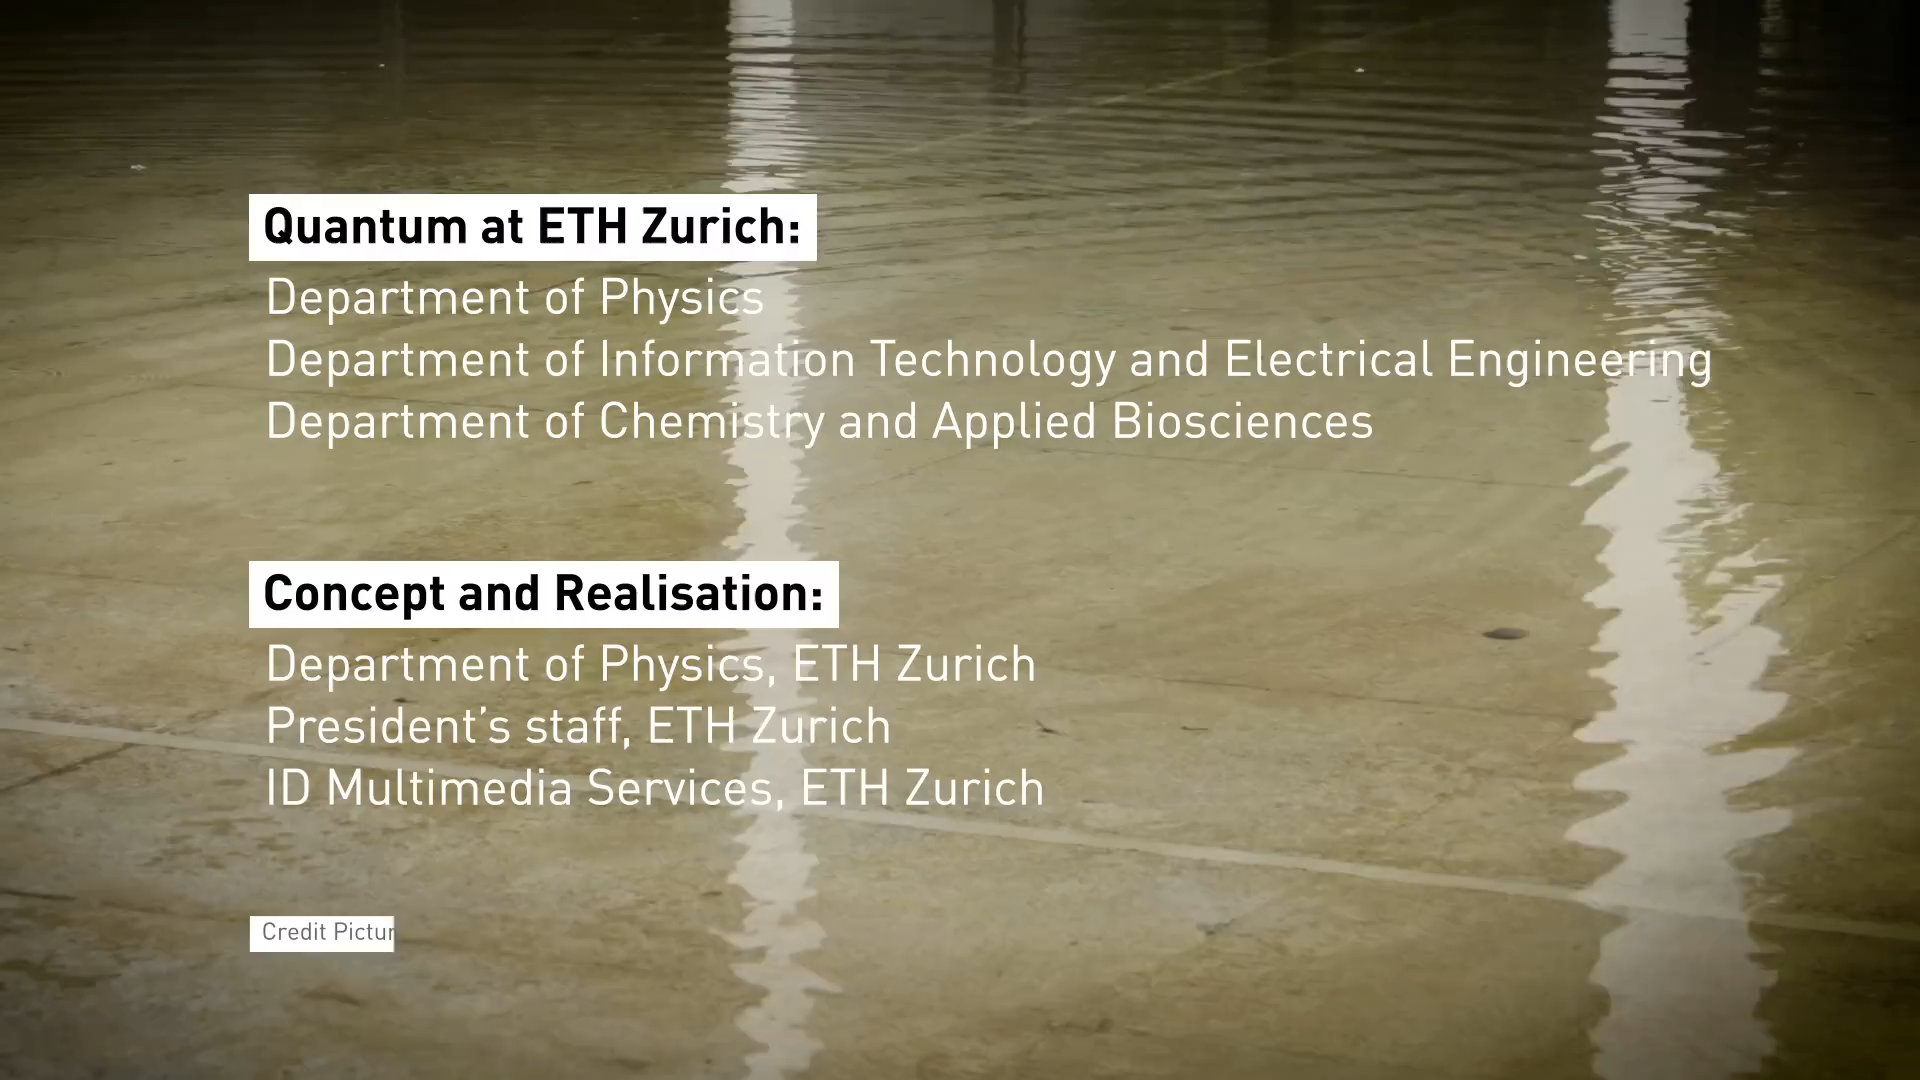 Quantum at ETH Zurich:
Department of Physics
Department of Information Technology and Electrical Engineering
Department of Chemistry and Applied Biosciences
Concept and Realisation:
Department of Physics, ETH Zurich
President’s staff, ETH Zurich
ID Multimedia Services, ETH Zurich
Credit